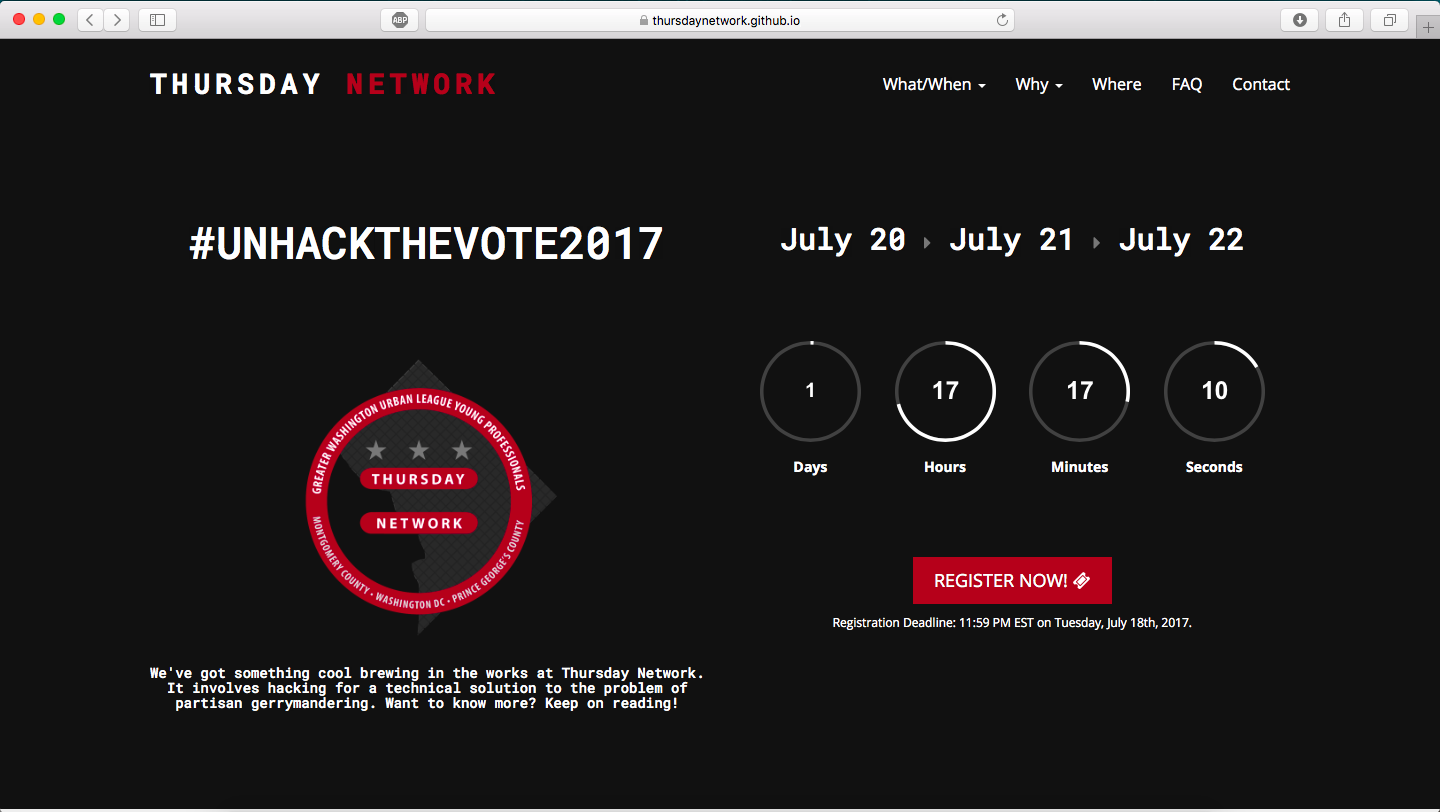 ABP
thursdaynetwork.github.io
THURSDAY NETWORK
What/When
Why
Where
FAQ
Contact
#UNHACKTHEVOTE2017
July 20
July 21
July 22
1
17
17
10
Days
Hours
Minutes
Seconds
GREATER WASHINGTON URBAN LEAGUE YOUNG PROFESSIONALS
THURSDAY
NETWORK
MONTGOMERY COUNTY • WASHINGTON DC • PRINCE GEORGE'S COUNTY
REGISTER NOW!
Registration Deadline: 11:59 PM EST on Tuesday, July 18th, 2017.
We've got something cool brewing in the works at Thursday Network.
It involves hacking for a technical solution to the problem of
partisan gerrymandering. Want to know more? Keep on reading!